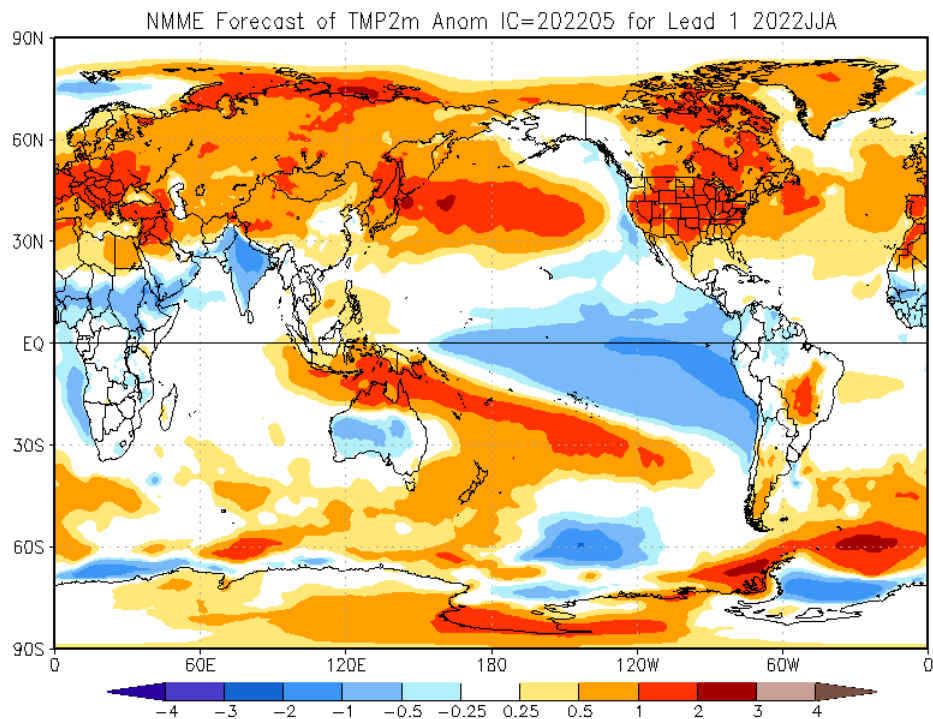 NMME Forecast of TMP2m Anom IC=202205 for Lead 1 2022JJA
90N
60N
30N
EQ
30S
60S
90S
0 60E 120E 180 120W 60W 0
-4 -3 -2 -1 -0.5 -0.25 0.25 0.5 1 2 3 4